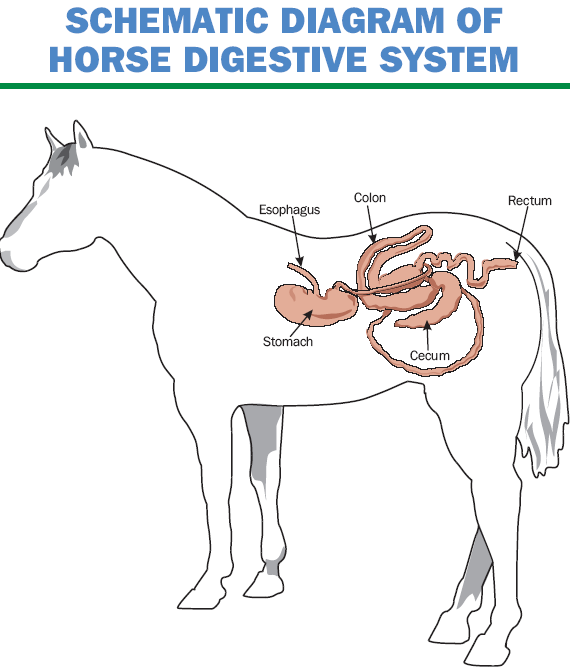 SCHEMATIC DIAGRAM OF
HORSE DIGESTIVE SYSTEM
Esophagus
Colon
Rectum
Stomach
Cecum